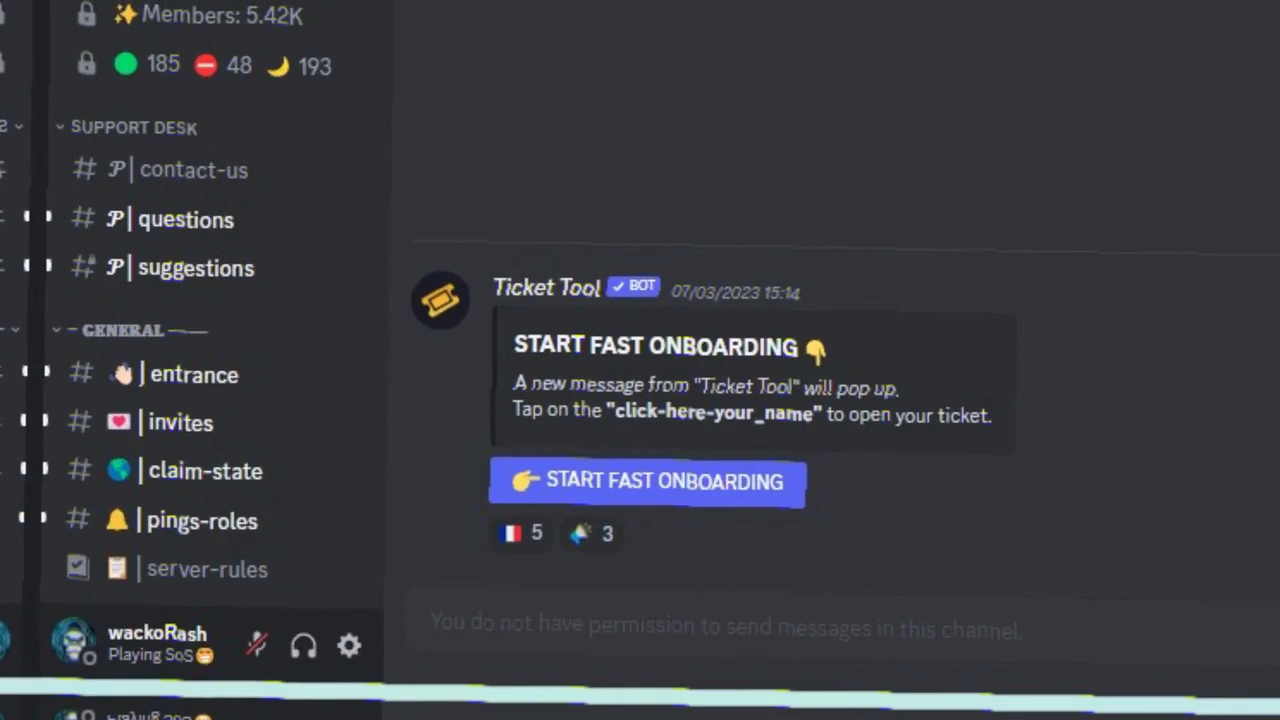 Members: 5.42K
185 48 193
SUPPORT DESK
𝒫| contact-us
𝒫| questions
𝒫| suggestions
GENERAL
| entrance
| invites
| claim-state
| pings-roles
| server-rules
wackoRash
Playing SoS
Ticket Tool BOT 07/03/2023 15:14
START FAST ONBOARDING
A new message from "Ticket Tool" will pop up.
Tap on the "click-here-your_name" to open your ticket.
START FAST ONBOARDING
5 3
You do not have permission to send messages in this channel.